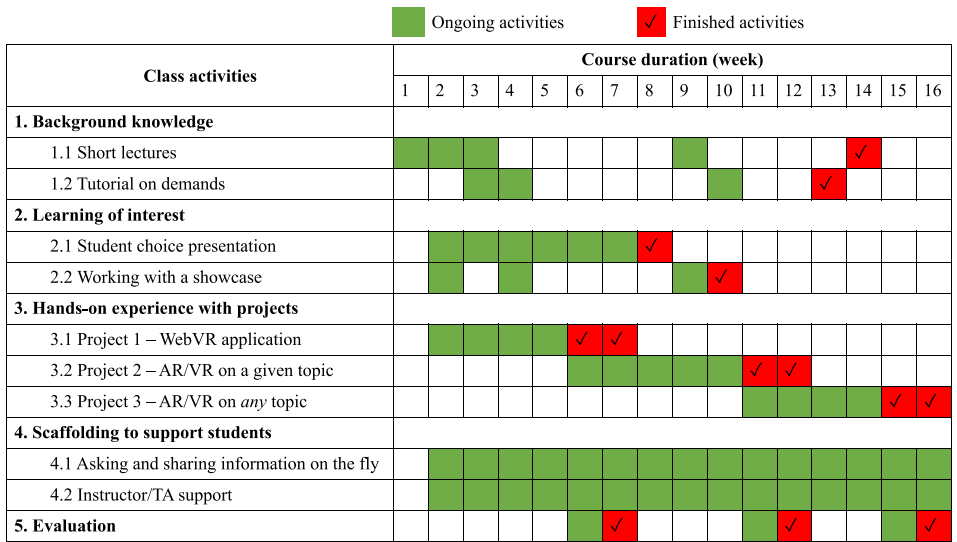 Ongoing activities ✓ Finished activities
Class activities
Course duration (week)
1 2 3 4 5 6 7 8 9 10 11 12 13 14 15 16
1. Background knowledge
1.1 Short lectures ✓
1.2 Tutorial on demands ✓
2. Learning of interest
2.1 Student choice presentation ✓
2.2 Working with a showcase ✓
3. Hands-on experience with projects
3.1 Project 1 – WebVR application ✓ ✓
3.2 Project 2 – AR/VR on a given topic ✓ ✓
3.3 Project 3 – AR/VR on any topic ✓ ✓
4. Scaffolding to support students
4.1 Asking and sharing information on the fly
4.2 Instructor/TA support
5. Evaluation ✓ ✓ ✓